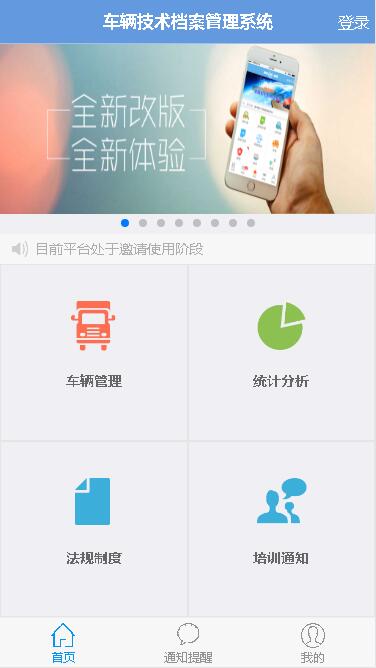 车辆技术档案管理系统
登录
全新改版
全新体验
目前平台处于邀请使用阶段
车辆管理
统计分析
法规制度
培训通知
首页
通知提醒
我的